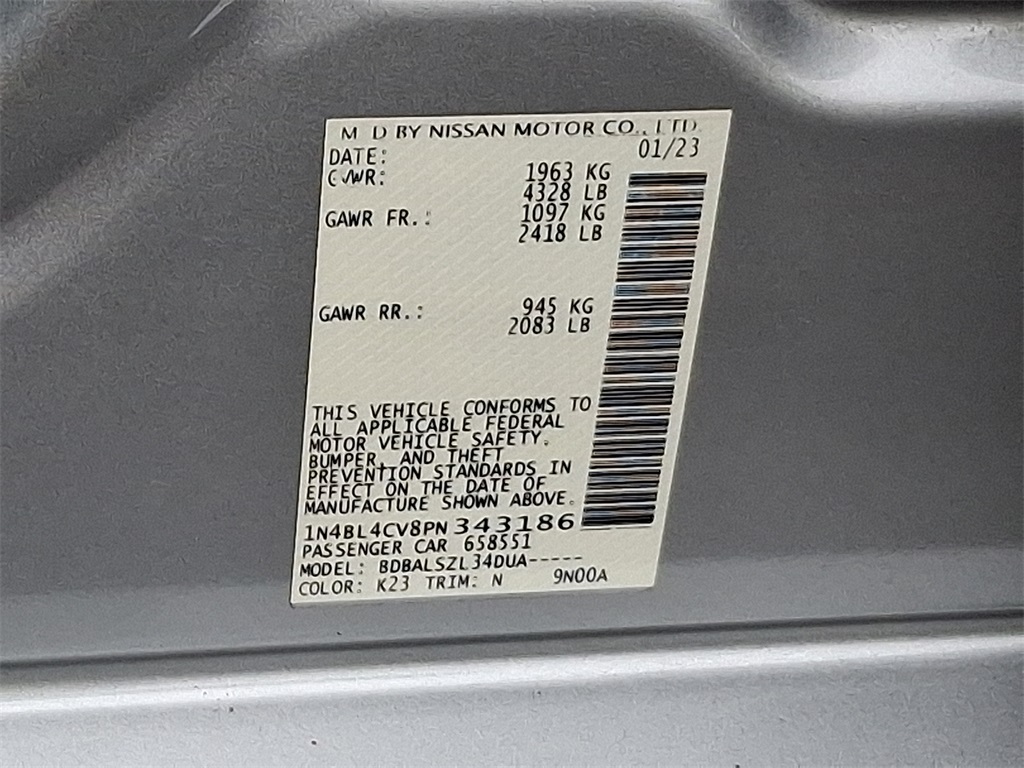 M D BY NISSAN MOTOR CO., LTD.
DATE: 01/23
GVWR: 1963 KG
4328 LB
GAWR FR.: 1097 KG
2418 LB
GAWR RR.: 945 KG
2083 LB
THIS VEHICLE CONFORMS TO
ALL APPLICABLE FEDERAL
MOTOR VEHICLE SAFETY,
BUMPER, AND THEFT
PREVENTION STANDARDS IN
EFFECT ON THE DATE OF
MANUFACTURE SHOWN ABOVE.
1N4BL4CV8PN343186
PASSENGER CAR 658551
MODEL: BDBALSZL34DUA-----
COLOR: K23 TRIM: N 9N00A